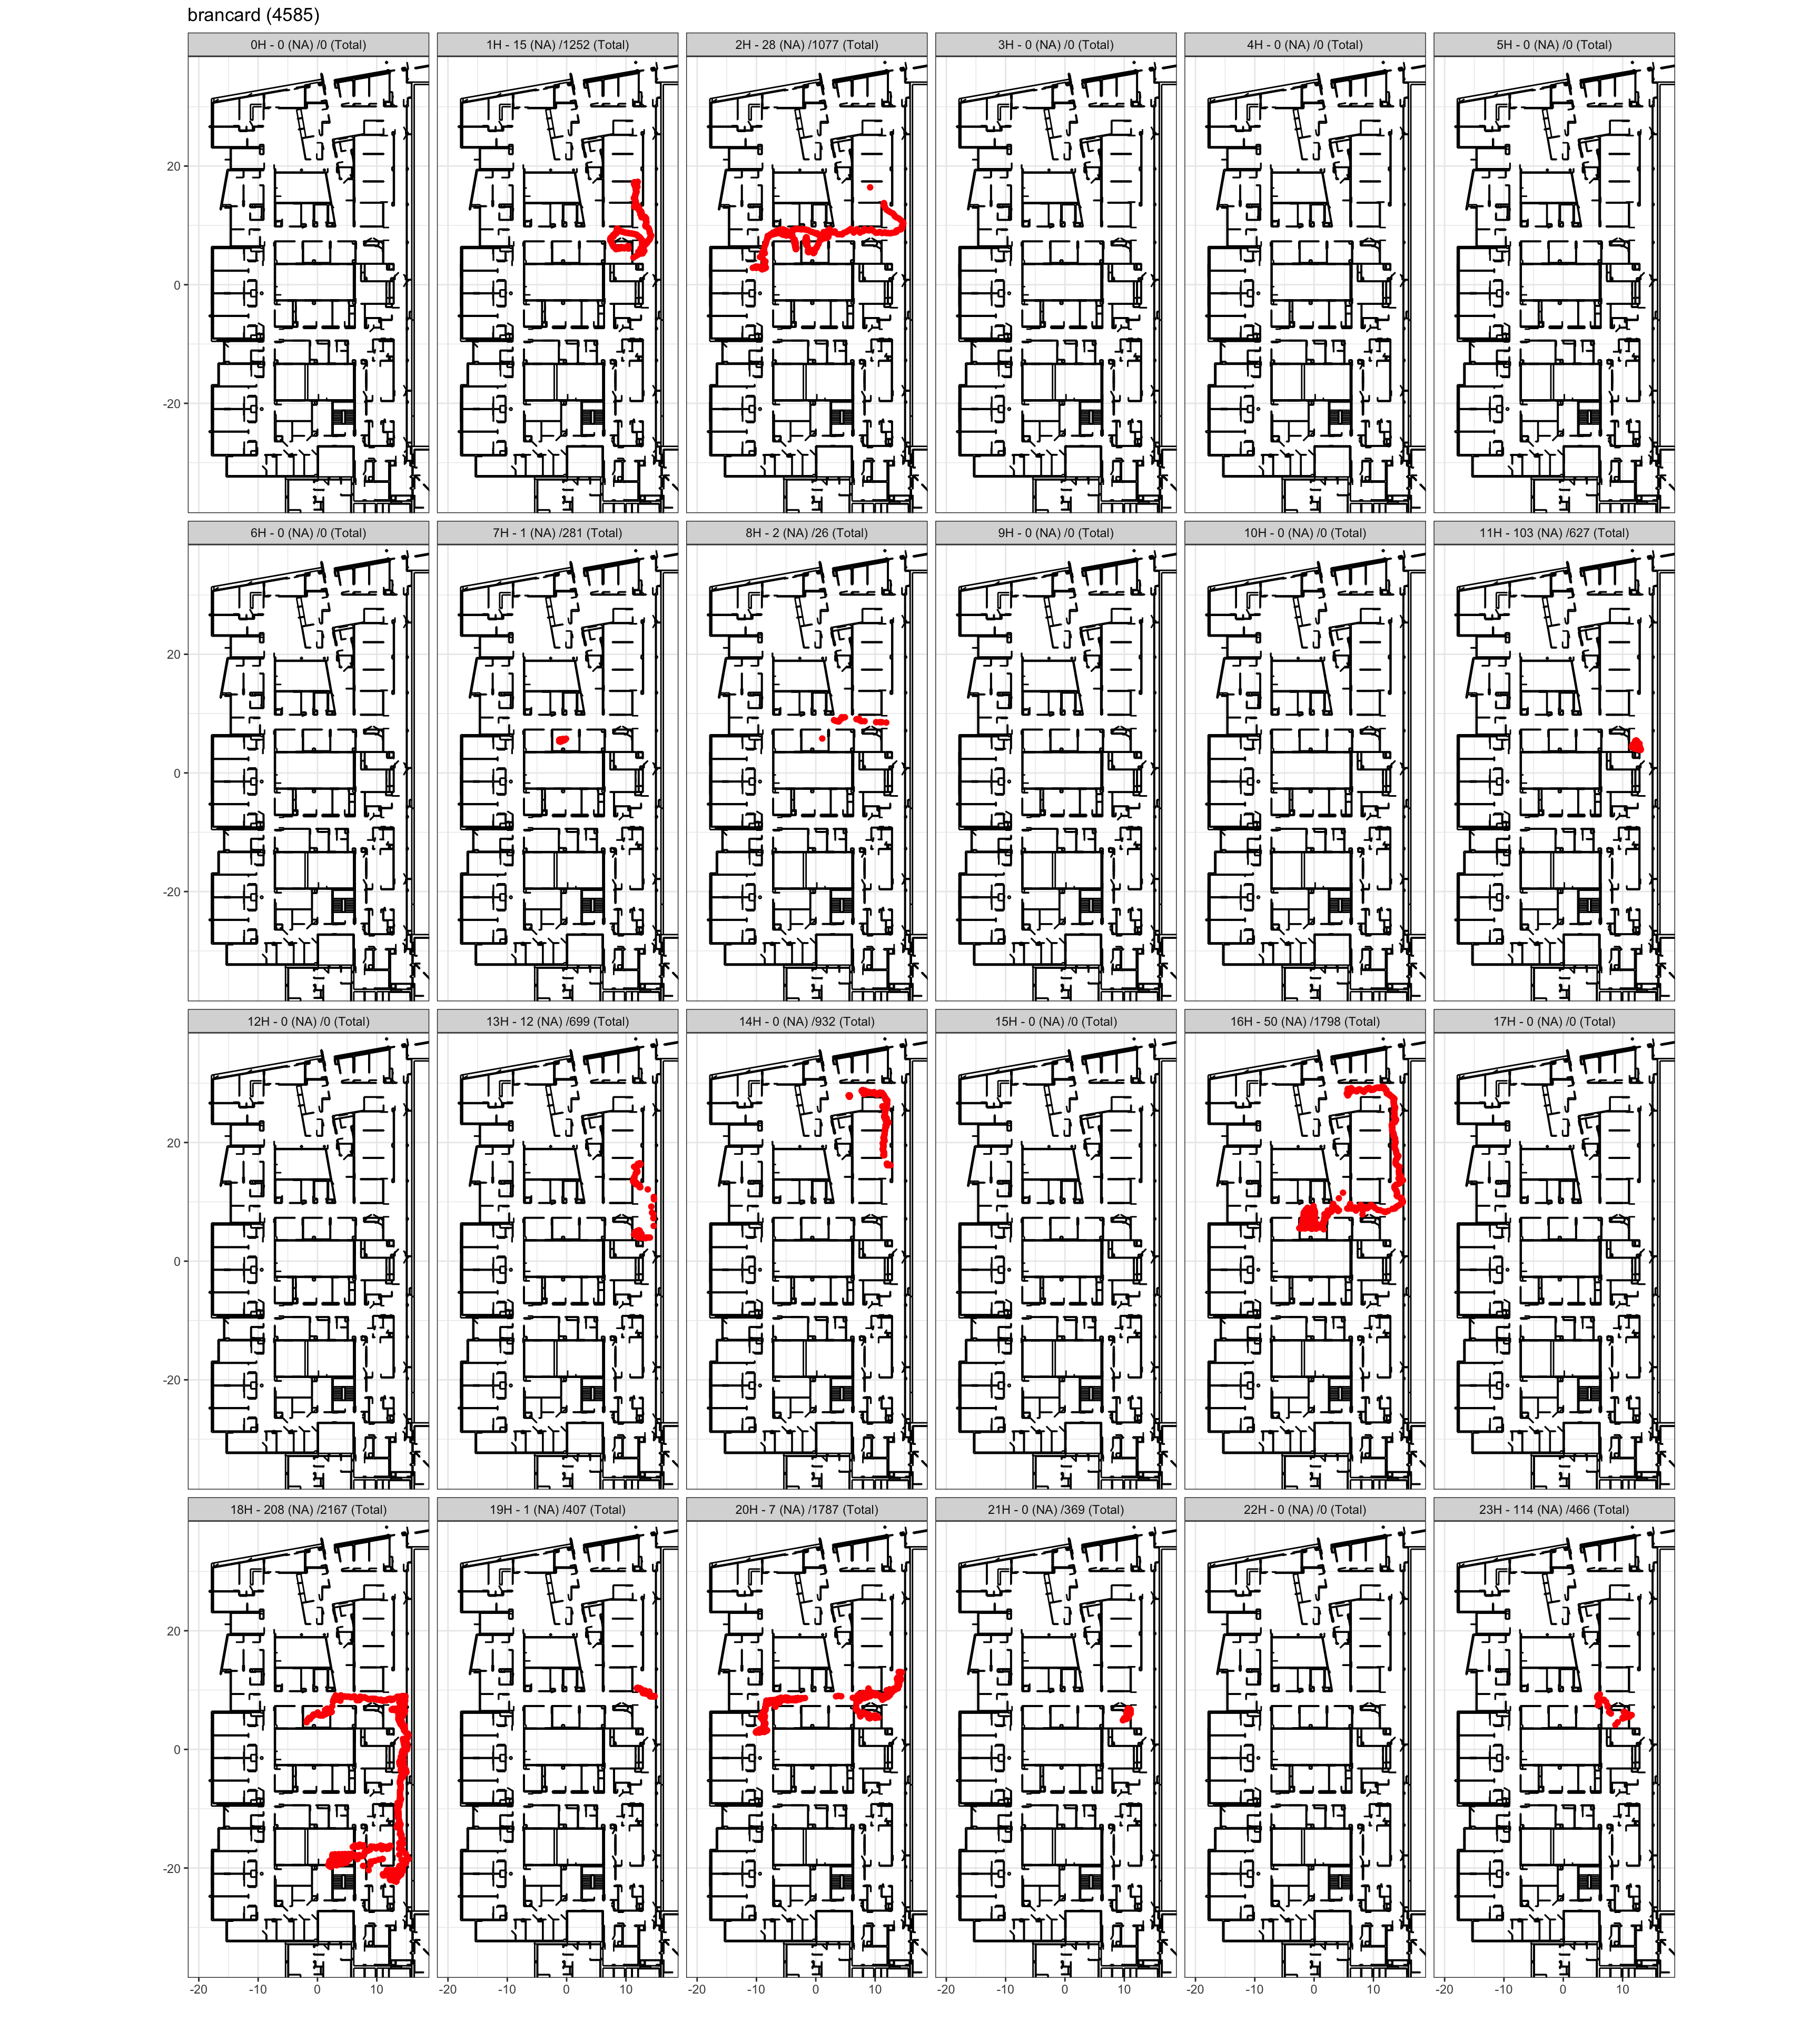 brancard (4585)
0H - 0 (NA) /0 (Total) 1H - 15 (NA) /1252 (Total) 2H - 28 (NA) /1077 (Total) 3H - 0 (NA) /0 (Total) 4H - 0 (NA) /0 (Total) 5H - 0 (NA) /0 (Total)
20
0
-20
6H - 0 (NA) /0 (Total) 7H - 1 (NA) /281 (Total) 8H - 2 (NA) /26 (Total) 9H - 0 (NA) /0 (Total) 10H - 0 (NA) /0 (Total) 11H - 103 (NA) /627 (Total)
20
0
-20
12H - 0 (NA) /0 (Total) 13H - 12 (NA) /699 (Total) 14H - 0 (NA) /932 (Total) 15H - 0 (NA) /0 (Total) 16H - 50 (NA) /1798 (Total) 17H - 0 (NA) /0 (Total)
20
0
-20
18H - 208 (NA) /2167 (Total) 19H - 1 (NA) /407 (Total) 20H - 7 (NA) /1787 (Total) 21H - 0 (NA) /369 (Total) 22H - 0 (NA) /0 (Total) 23H - 114 (NA) /466 (Total)
20
0
-20
-20 -10 0 10 -20 -10 0 10 -20 -10 0 10 -20 -10 0 10 -20 -10 0 10 -20 -10 0 10